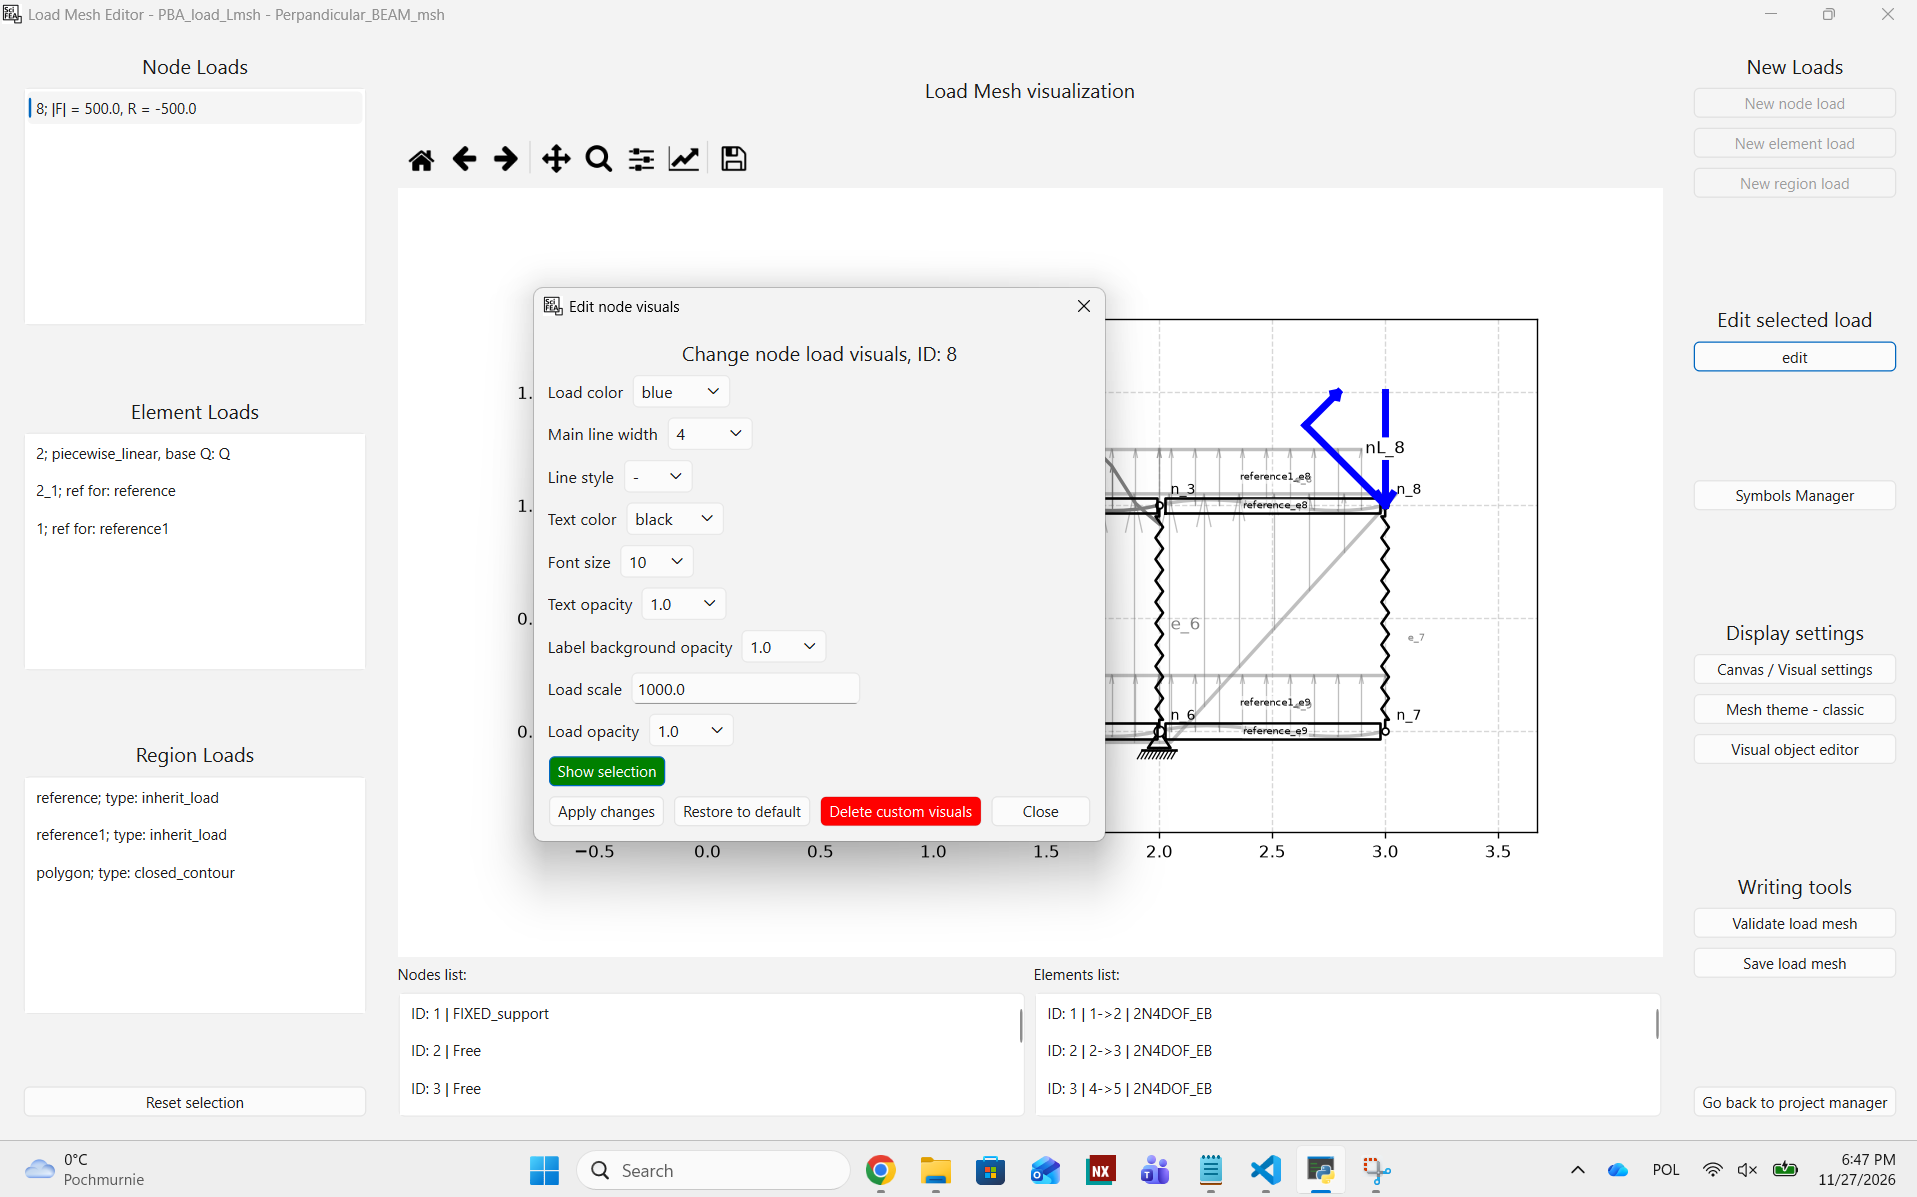 Load Mesh Editor - PBA_load_Lmsh - Perpandicular_BEAM_msh
Node Loads
8; |F| = 500.0, R = -500.0
Element Loads
2; piecewise_linear, base Q: Q
2_1; ref for: reference
1; ref for: reference1
Region Loads
reference; type: inherit_load
reference1; type: inherit_load
polygon; type: closed_contour
Reset selection
Load Mesh visualization
Edit node visuals
Change node load visuals, ID: 8
Load color blue
Main line width 4
Line style -
Text color black
Font size 10
Text opacity 1.0
Label background opacity 1.0
Load scale 1000.0
Load opacity 1.0
Show selection
Apply changes Restore to default Delete custom visuals Close
1.
1.
0.
0.
nL_8
n_3
n_8
reference1_e8
reference_e8
e_6
e_7
reference1_e9
n_6
n_7
reference_e9
−0.5 0.0 0.5 1.0 1.5 2.0 2.5 3.0 3.5
Nodes list:
ID: 1 | FIXED_support
ID: 2 | Free
ID: 3 | Free
Elements list:
ID: 1 | 1->2 | 2N4DOF_EB
ID: 2 | 2->3 | 2N4DOF_EB
ID: 3 | 4->5 | 2N4DOF_EB
New Loads
New node load
New element load
New region load
Edit selected load
edit
Symbols Manager
Display settings
Canvas / Visual settings
Mesh theme - classic
Visual object editor
Writing tools
Validate load mesh
Save load mesh
Go back to project manager
0°C
Pochmurnie
Search
NX
POL
6:47 PM
11/27/2026